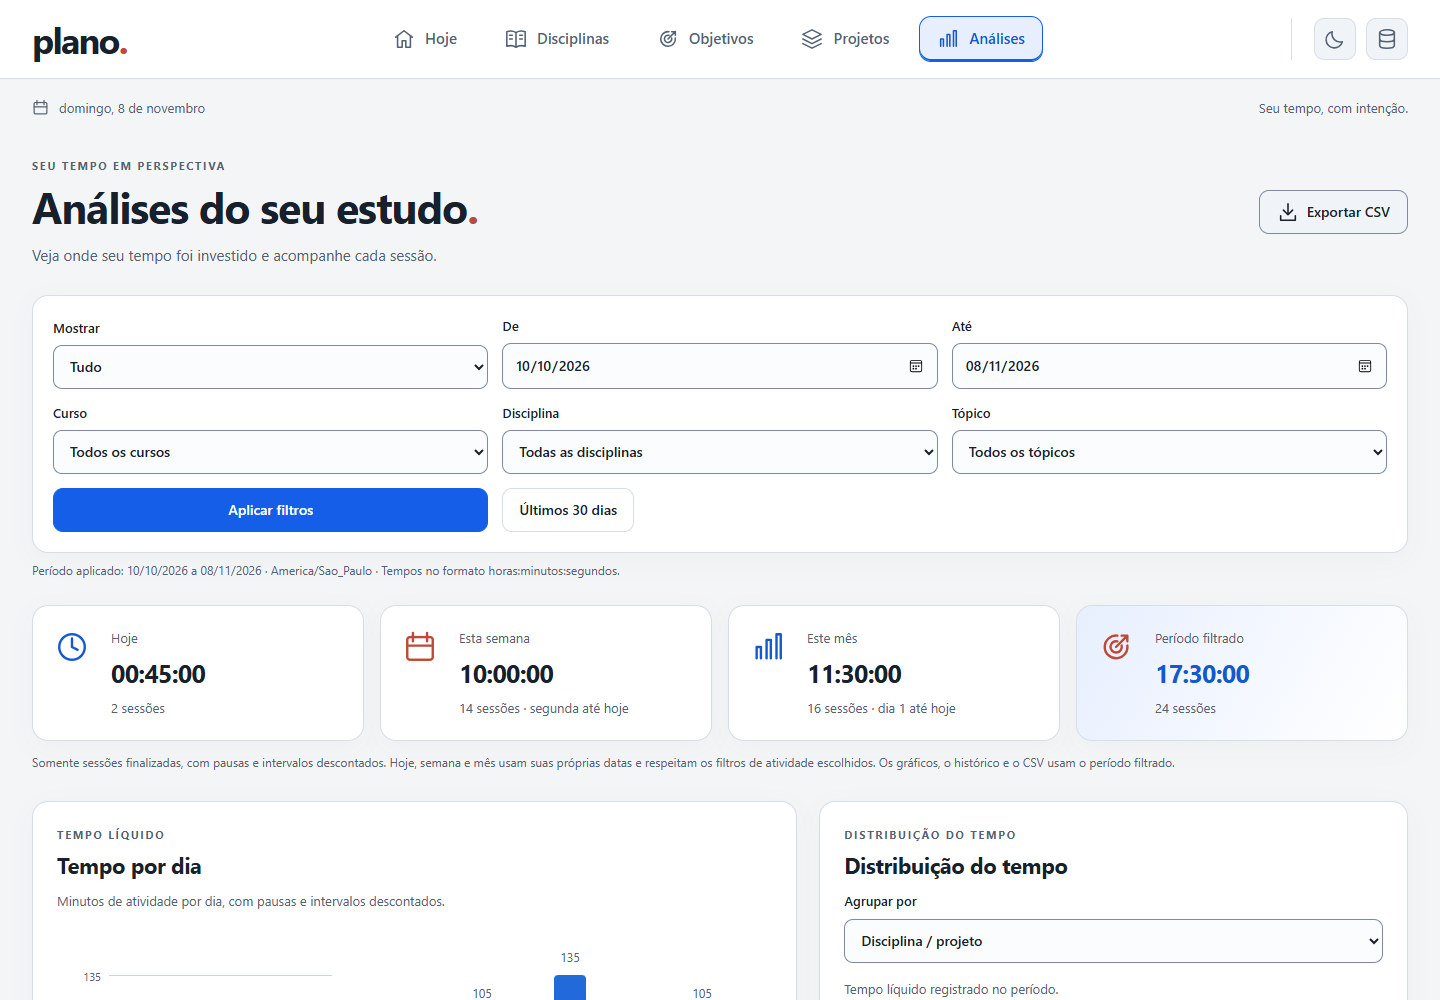 plano.
Hoje
Disciplinas
Objetivos
Projetos
Análises
domingo, 8 de novembro
Seu tempo, com intenção.
SEU TEMPO EM PERSPECTIVA
Análises do seu estudo.
Exportar CSV
Veja onde seu tempo foi investido e acompanhe cada sessão.
Mostrar
De
Até
Tudo
10/10/2026
08/11/2026
Curso
Disciplina
Tópico
Todos os cursos
Todas as disciplinas
Todos os tópicos
Aplicar filtros
Últimos 30 dias
Período aplicado: 10/10/2026 a 08/11/2026 · America/Sao_Paulo · Tempos no formato horas:minutos:segundos.
Hoje
00:45:00
2 sessões
Esta semana
10:00:00
14 sessões · segunda até hoje
Este mês
11:30:00
16 sessões · dia 1 até hoje
Período filtrado
17:30:00
24 sessões
Somente sessões finalizadas, com pausas e intervalos descontados. Hoje, semana e mês usam suas próprias datas e respeitam os filtros de atividade escolhidos. Os gráficos, o histórico e o CSV usam o período filtrado.
TEMPO LÍQUIDO
Tempo por dia
Minutos de atividade por dia, com pausas e intervalos descontados.
135
135
105
105
DISTRIBUIÇÃO DO TEMPO
Distribuição do tempo
Agrupar por
Disciplina / projeto
Tempo líquido registrado no período.